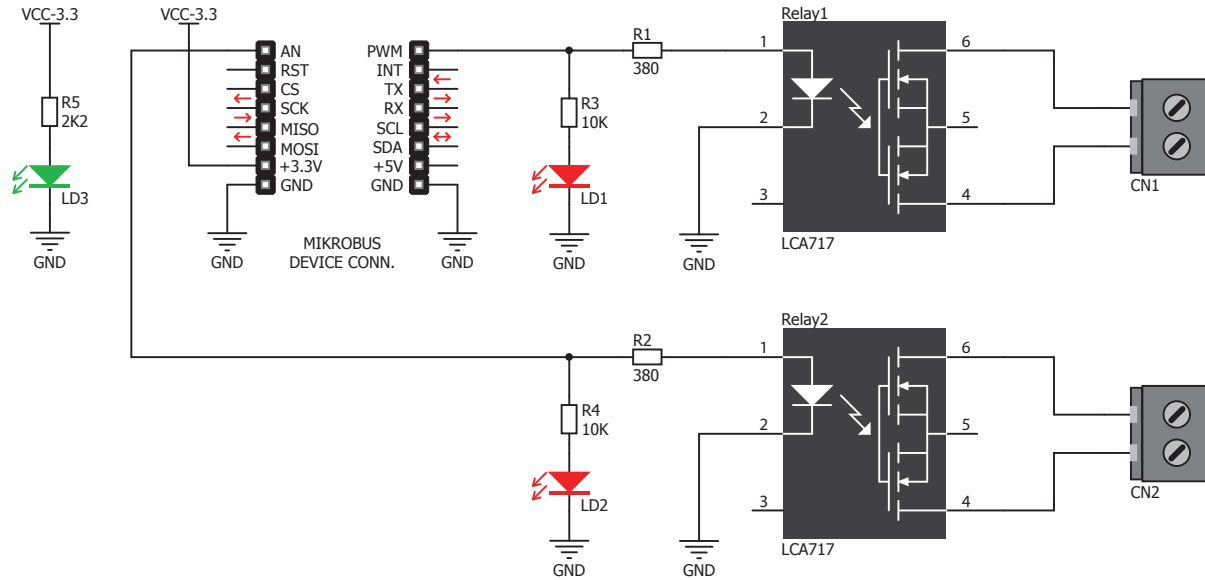 VCC-3.3
VCC-3.3
R5
2K2
LD3
GND
AN
RST
CS
SCK
MISO
MOSI
+3.3V
GND
PWM
INT
TX
RX
SCL
SDA
+5V
GND
GND
GND
MIKROBUS
DEVICE CONN.
R1
380
R3
10K
LD1
GND
GND
Relay1
1
2
3
6
5
4
LCA717
CN1
R2
380
R4
10K
LD2
GND
GND
Relay2
1
2
3
6
5
4
LCA717
CN2